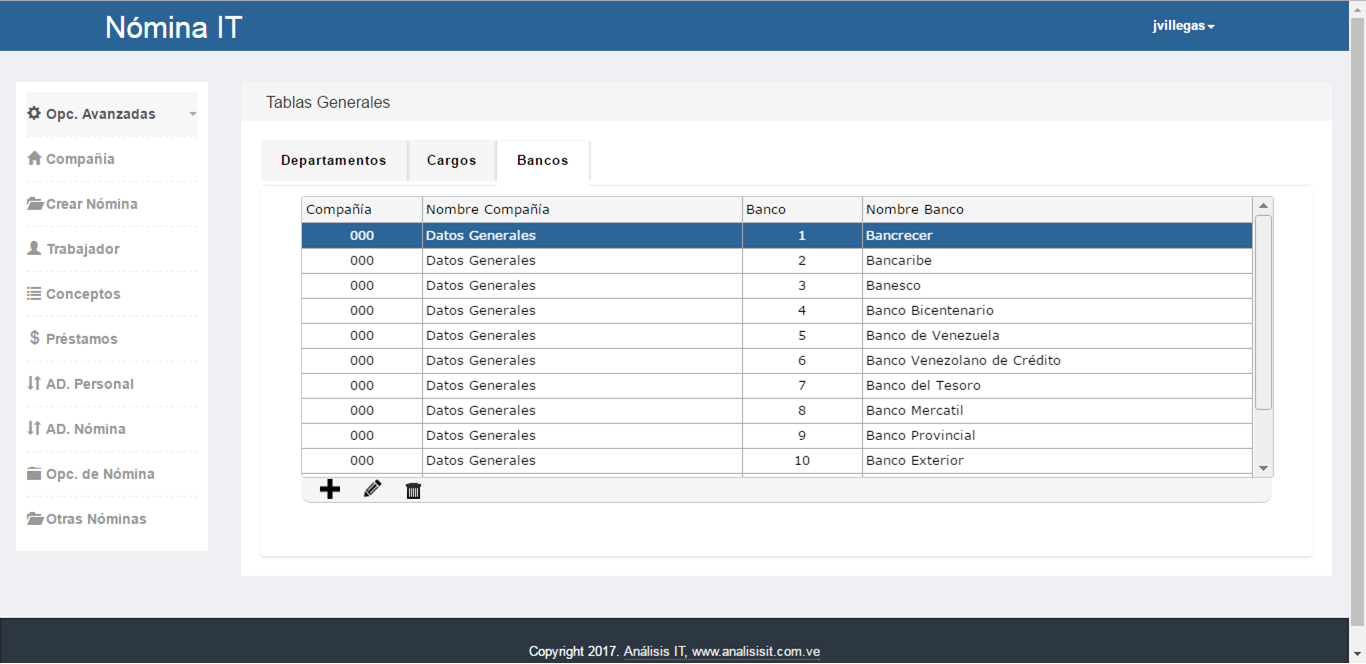 Nómina IT
jvillegas
Opc. Avanzadas
Compañía
Crear Nómina
Trabajador
Conceptos
Préstamos
AD. Personal
AD. Nómina
Opc. de Nómina
Otras Nóminas
Tablas Generales
Departamentos Cargos Bancos
Compañía Nombre Compañía Banco Nombre Banco
000 Datos Generales 1 Bancrecer
000 Datos Generales 2 Bancaribe
000 Datos Generales 3 Banesco
000 Datos Generales 4 Banco Bicentenario
000 Datos Generales 5 Banco de Venezuela
000 Datos Generales 6 Banco Venezolano de Crédito
000 Datos Generales 7 Banco del Tesoro
000 Datos Generales 8 Banco Mercatil
000 Datos Generales 9 Banco Provincial
000 Datos Generales 10 Banco Exterior
Copyright 2017. Análisis IT, www.analisisit.com.ve